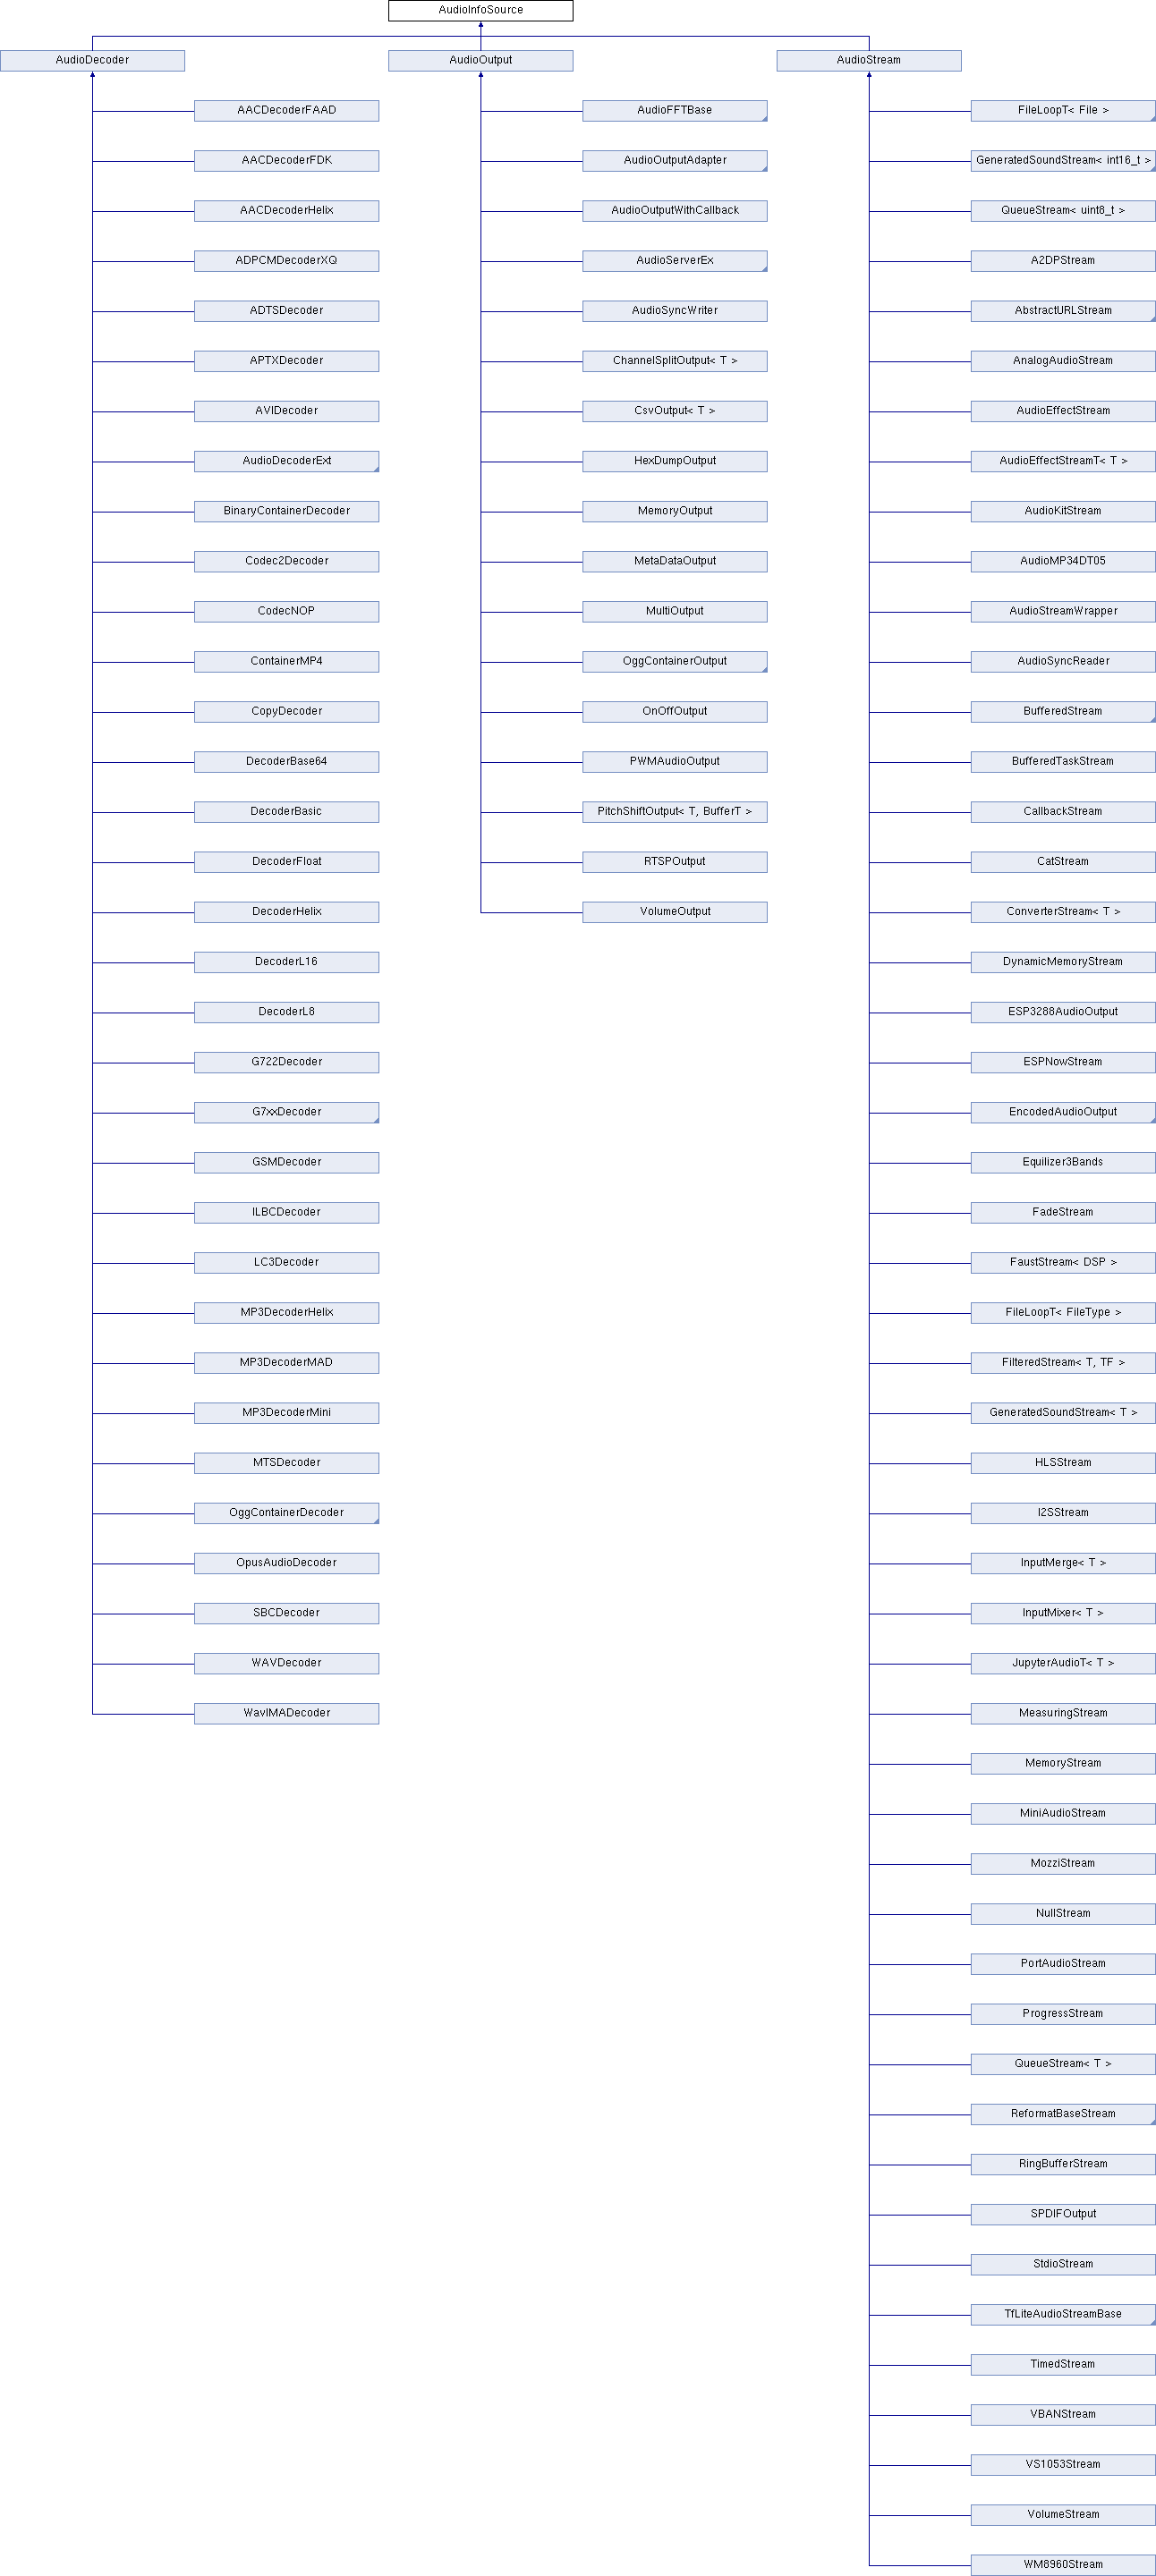 AudioInfoSource
AudioDecoder
AudioOutput
AudioStream
AACDecoderFAAD
AACDecoderFDK
AACDecoderHelix
ADPCMDecoderXQ
ADTSDecoder
APTXDecoder
AVIDecoder
AudioDecoderExt
BinaryContainerDecoder
Codec2Decoder
CodecNOP
ContainerMP4
CopyDecoder
DecoderBase64
DecoderBasic
DecoderFloat
DecoderHelix
DecoderL16
DecoderL8
G722Decoder
G7xxDecoder
GSMDecoder
ILBCDecoder
LC3Decoder
MP3DecoderHelix
MP3DecoderMAD
MP3DecoderMini
MTSDecoder
OggContainerDecoder
OpusAudioDecoder
SBCDecoder
WAVDecoder
WavIMADecoder
AudioFFTBase
AudioOutputAdapter
AudioOutputWithCallback
AudioServerEx
AudioSyncWriter
ChannelSplitOutput< T >
CsvOutput< T >
HexDumpOutput
MemoryOutput
MetaDataOutput
MultiOutput
OggContainerOutput
OnOffOutput
PWMAudioOutput
PitchShiftOutput< T, BufferT >
RTSPOutput
VolumeOutput
FileLoopT< File >
GeneratedSoundStream< int16_t >
QueueStream< uint8_t >
A2DPStream
AbstractURLStream
AnalogAudioStream
AudioEffectStream
AudioEffectStreamT< T >
AudioKitStream
AudioMP34DT05
AudioStreamWrapper
AudioSyncReader
BufferedStream
BufferedTaskStream
CallbackStream
CatStream
ConverterStream< T >
DynamicMemoryStream
ESP3288AudioOutput
ESPNowStream
EncodedAudioOutput
Equilizer3Bands
FadeStream
FaustStream< DSP >
FileLoopT< FileType >
FilteredStream< T, TF >
GeneratedSoundStream< T >
HLSStream
I2SStream
InputMerge< T >
InputMixer< T >
JupyterAudioT< T >
MeasuringStream
MemoryStream
MiniAudioStream
MozziStream
NullStream
PortAudioStream
ProgressStream
QueueStream< T >
ReformatBaseStream
RingBufferStream
SPDIFOutput
StdioStream
TfLiteAudioStreamBase
TimedStream
VBANStream
VS1053Stream
VolumeStream
WM8960Stream